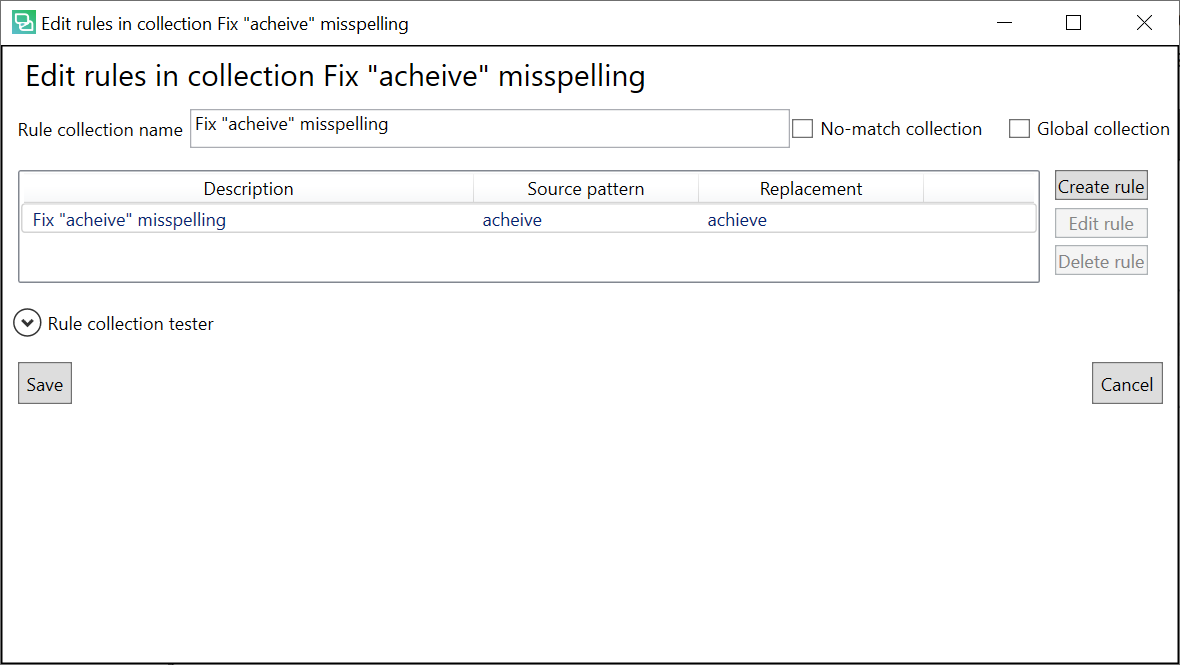 Edit rules in collection Fix "acheive" misspelling
Edit rules in collection Fix "acheive" misspelling
Rule collection name Fix "acheive" misspelling No-match collection Global collection
Description Source pattern Replacement Create rule
Fix "acheive" misspelling acheive achieve Edit rule
Delete rule
Rule collection tester
Save Cancel